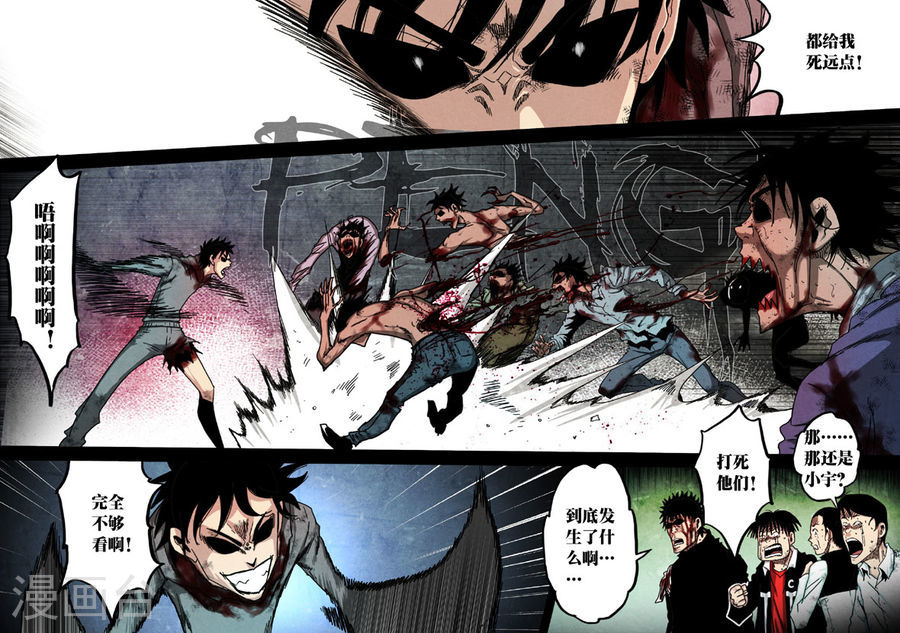 都给我
死远点！
PENG
唔啊啊啊啊啊！
完全
不够
看啊！
到底发
生了什
么啊……
……
打死
他们！
那……
那还是
小宇？
C
漫画台